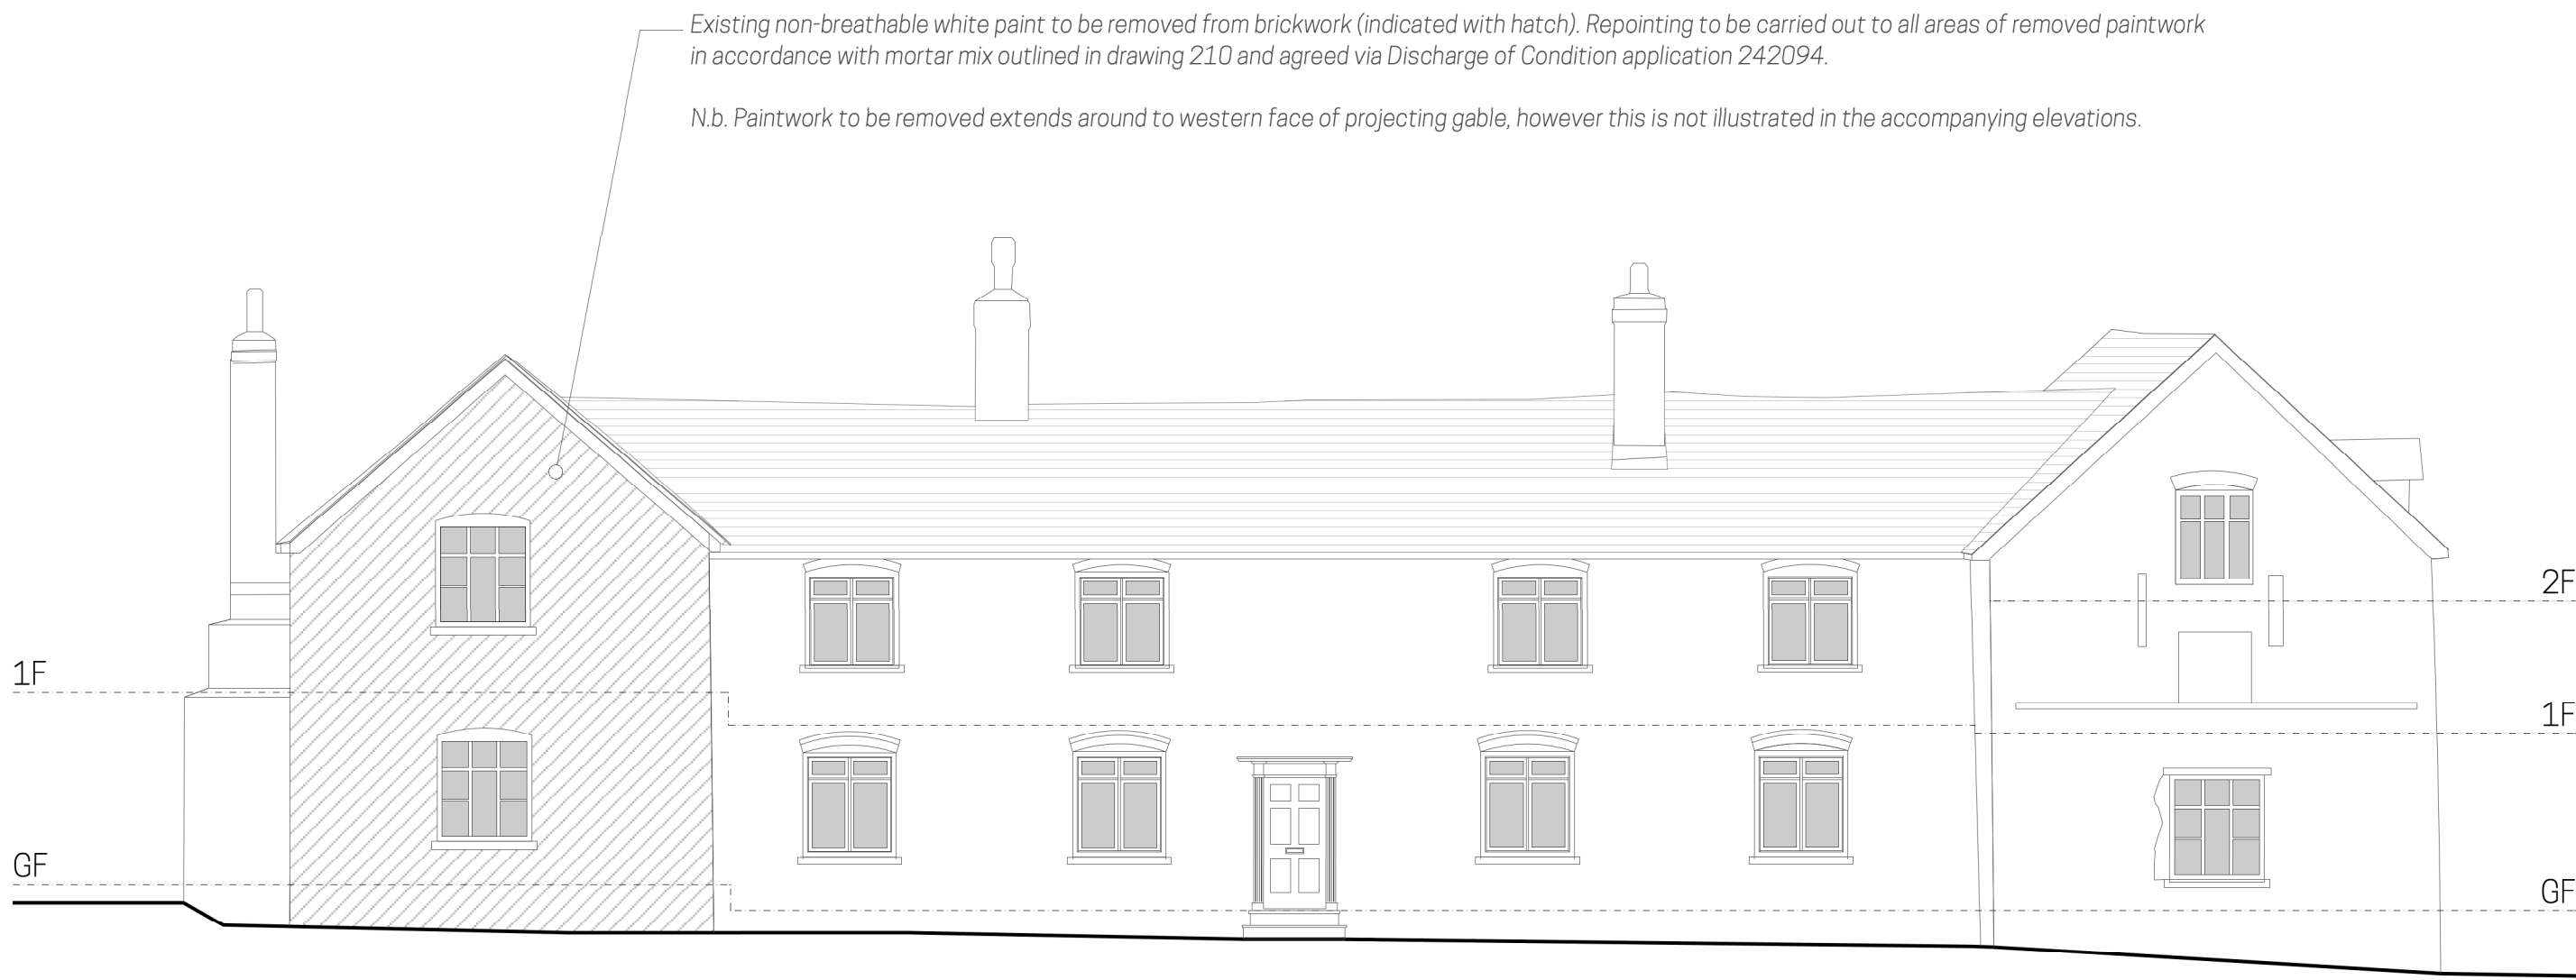 Existing non-breathable white paint to be removed from brickwork (indicated with hatch). Repointing to be carried out to all areas of removed paintwork
in accordance with mortar mix outlined in drawing 210 and agreed via Discharge of Condition application 242094.
N.b. Paintwork to be removed extends around to western face of projecting gable, however this is not illustrated in the accompanying elevations.
2F
1F
1F
GF
GF